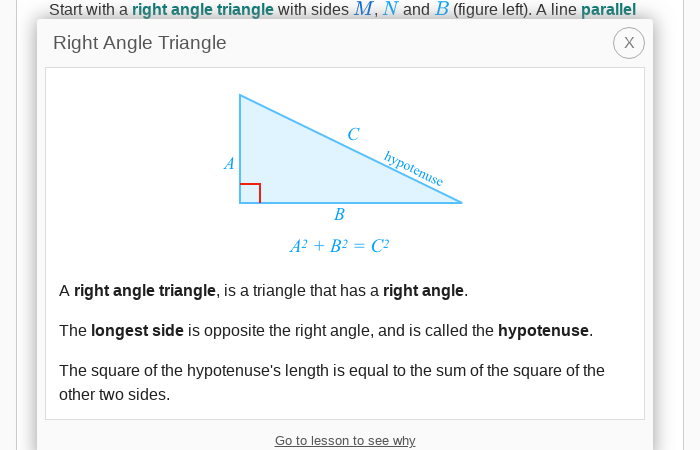 Start with a right angle triangle with sides M, N and B (figure left). A line parallel
Right Angle Triangle
X
C
A
hypotenuse
B
A² + B² = C²
A right angle triangle, is a triangle that has a right angle.
The longest side is opposite the right angle, and is called the hypotenuse.
The square of the hypotenuse's length is equal to the sum of the square of the
other two sides.
Go to lesson to see why